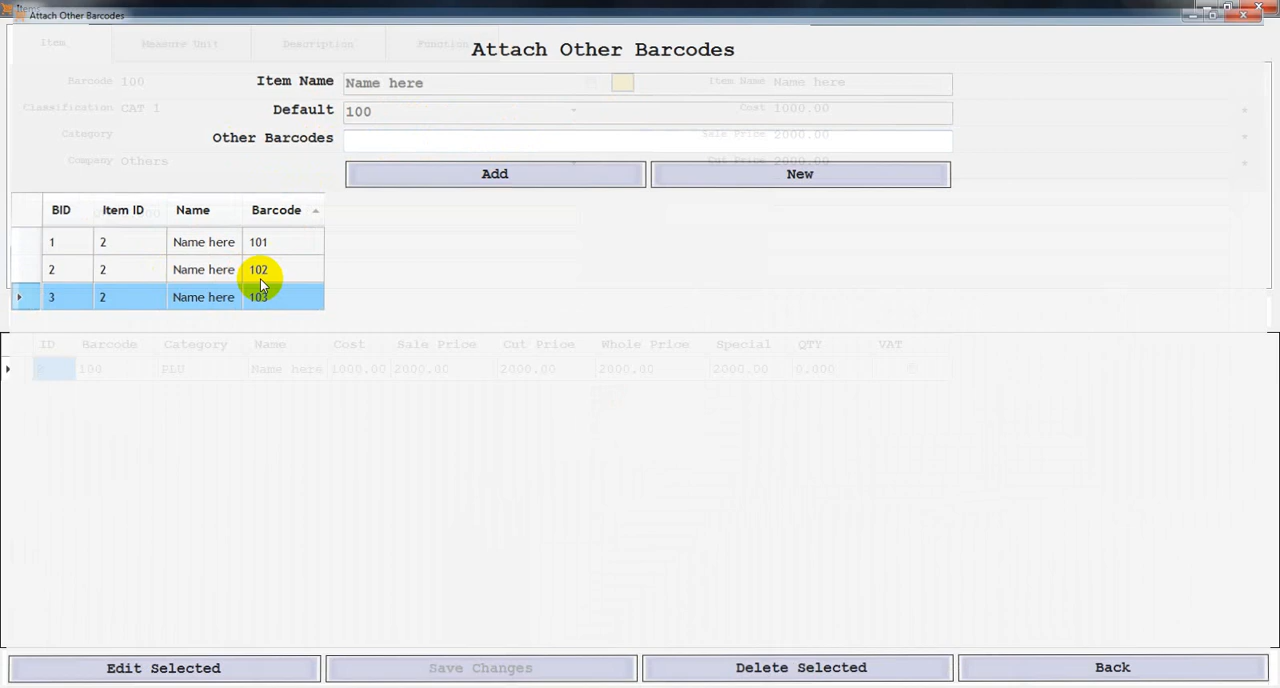 Items
Attach Other Barcodes
Item Measure Unit Description Function
Attach Other Barcodes
Barcode 100 Item Name Name here Item Name Name here
Classification CAT 1 Default 100 Cost 1000.00
Category Other Barcodes Sale Price 2000.00
Company Others Cut Price 2000.00
Add New
BID Item ID Name Barcode
1 2 Name here 101
2 2 Name here 102
3 2 Name here 103
ID Barcode Category Name Cost Sale Price Cut Price Whole Price Special QTY VAT
100 PLU Name here 1000.00 2000.00 2000.00 2000.00 2000.00 0.000
Edit Selected Save Changes Delete Selected Back